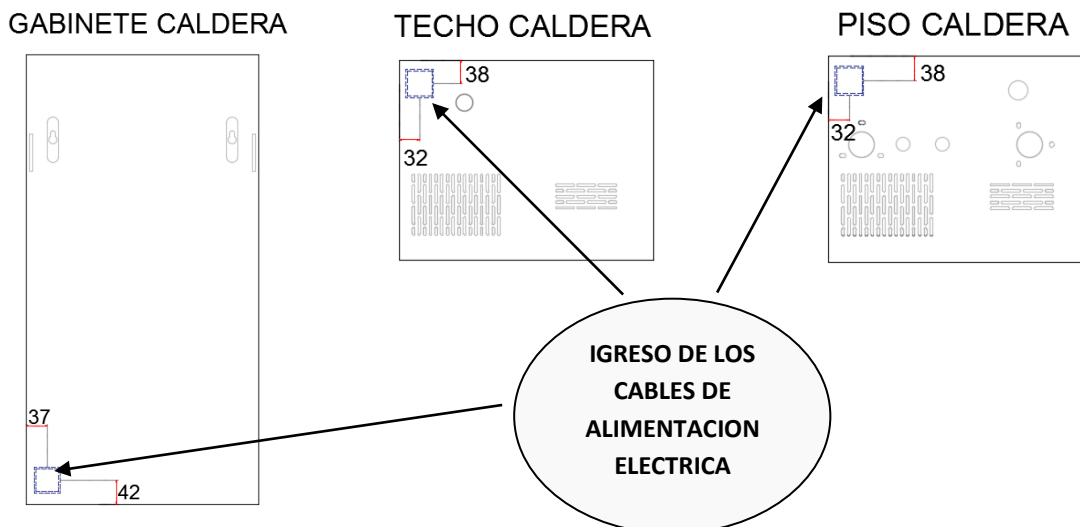 GABINETE CALDERA
TECHO CALDERA
PISO CALDERA
38
38
32
32
IGRESO DE LOS
CABLES DE
ALIMENTACION
ELECTRICA
37
42